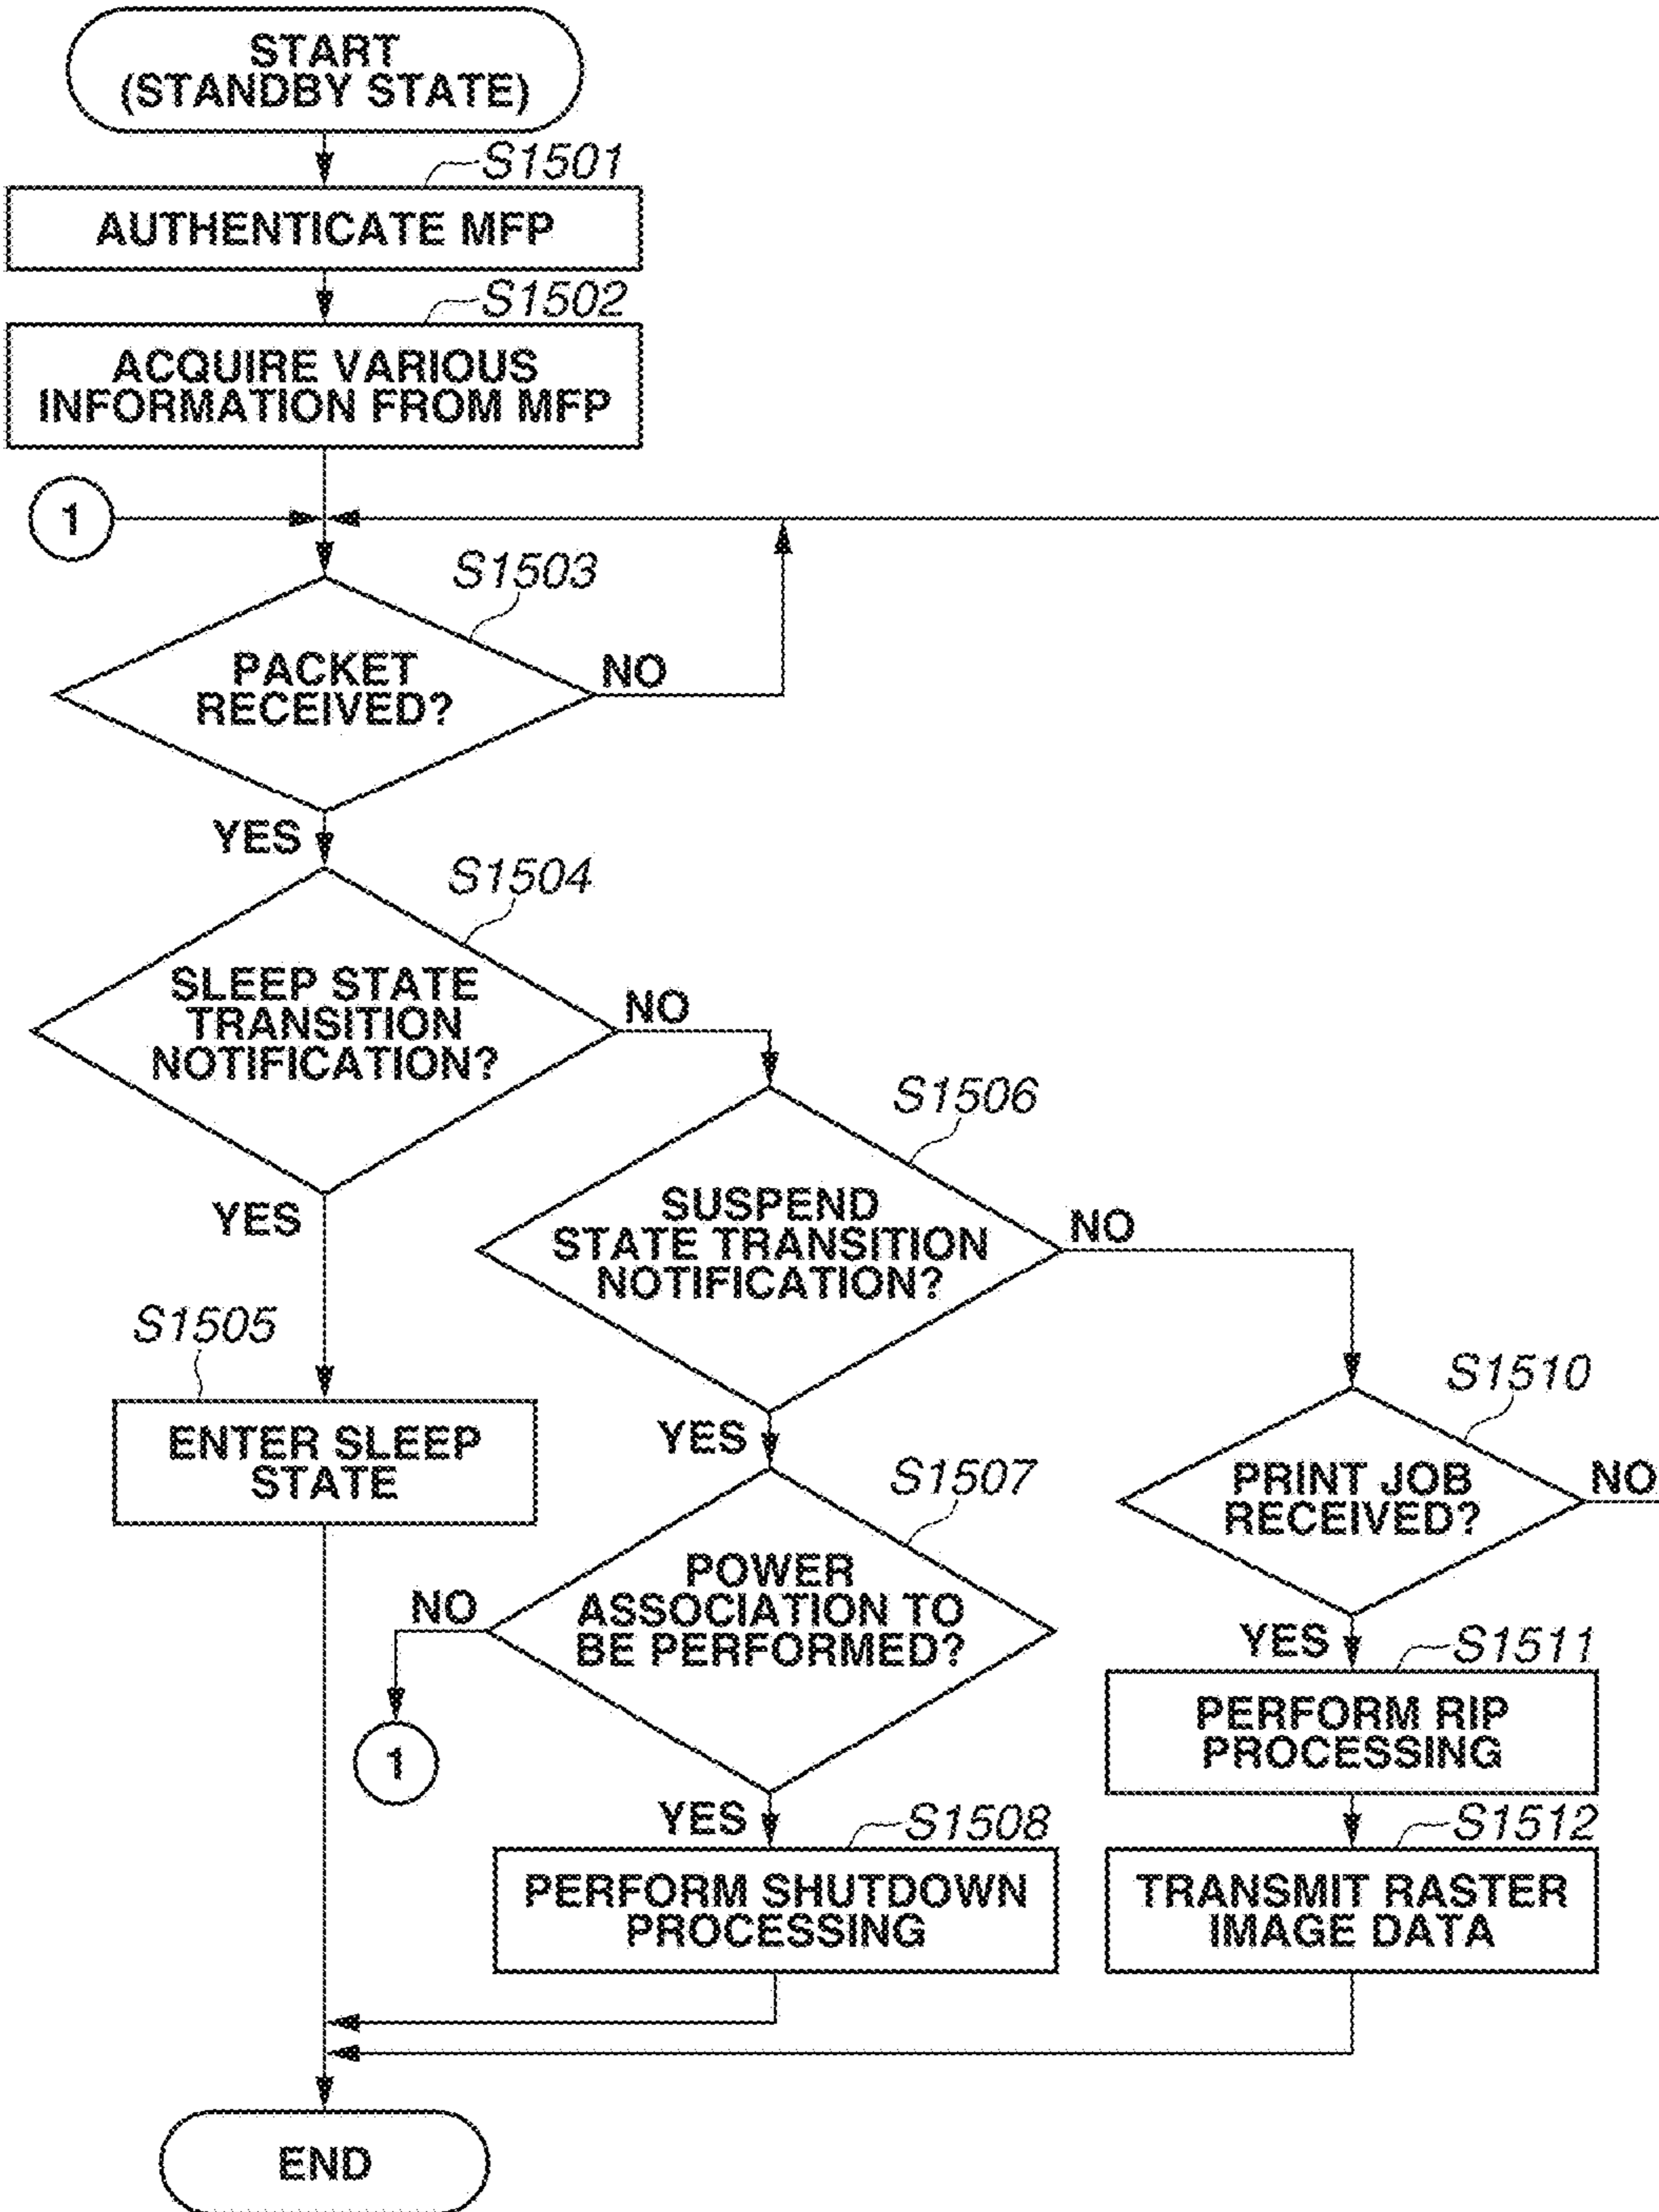 START
(STANDBY STATE)
S1501
AUTHENTICATE MFP
S1502
ACQUIRE VARIOUS
INFORMATION FROM MFP
1
S1503
PACKET
RECEIVED?
NO
YES
S1504
SLEEP STATE
TRANSITION
NOTIFICATION?
NO
YES
S1505
ENTER SLEEP
STATE
S1506
SUSPEND
STATE TRANSITION
NOTIFICATION?
NO
YES
S1507
POWER
ASSOCIATION TO
BE PERFORMED?
NO
1
YES
S1508
PERFORM SHUTDOWN
PROCESSING
S1510
PRINT JOB
RECEIVED?
NO
YES
S1511
PERFORM RIP
PROCESSING
S1512
TRANSMIT RASTER
IMAGE DATA
END